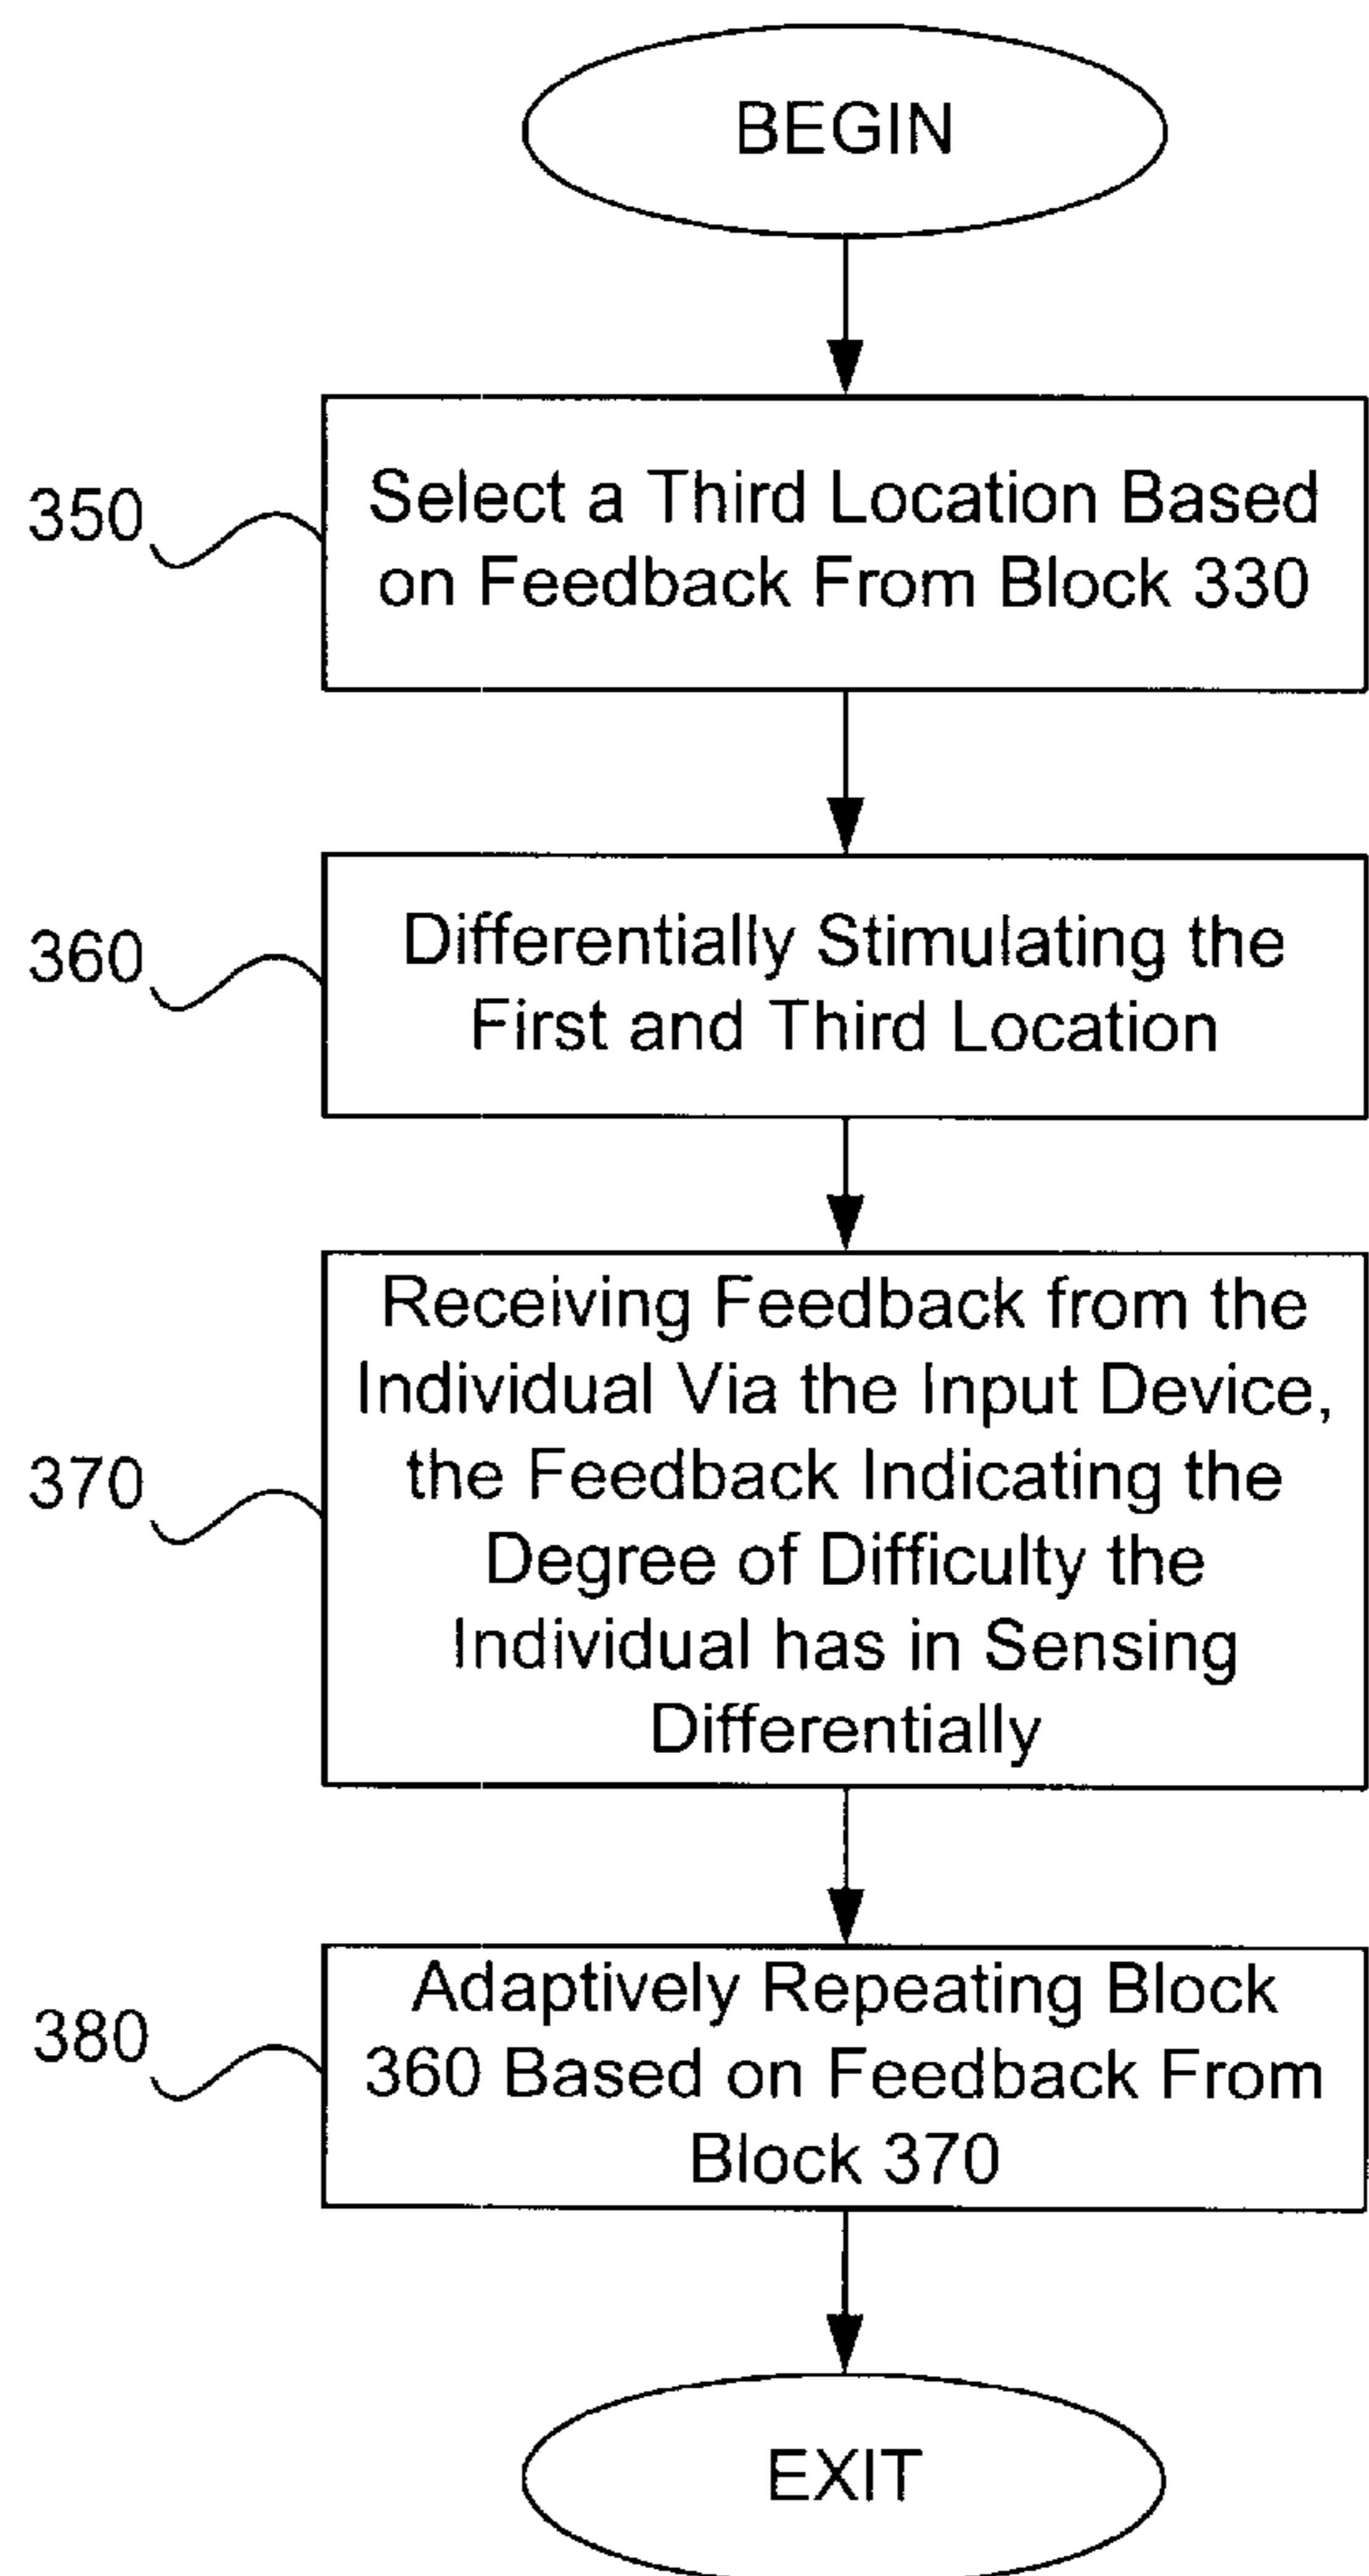 BEGIN
350
Select a Third Location Based
on Feedback From Block 330
360
Differentially Stimulating the
First and Third Location
370
Receiving Feedback from the
Individual Via the Input Device,
the Feedback Indicating the
Degree of Difficulty the
Individual has in Sensing
Differentially
380
Adaptively Repeating Block
360 Based on Feedback From
Block 370
EXIT